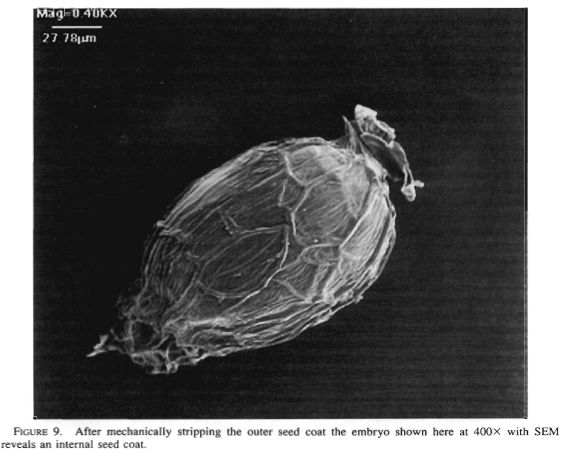 Mag=0.40KX
27 78μm
FIGURE 9. After mechanically stripping the outer seed coat the embryo shown here at 400× with SEM
reveals an internal seed coat.